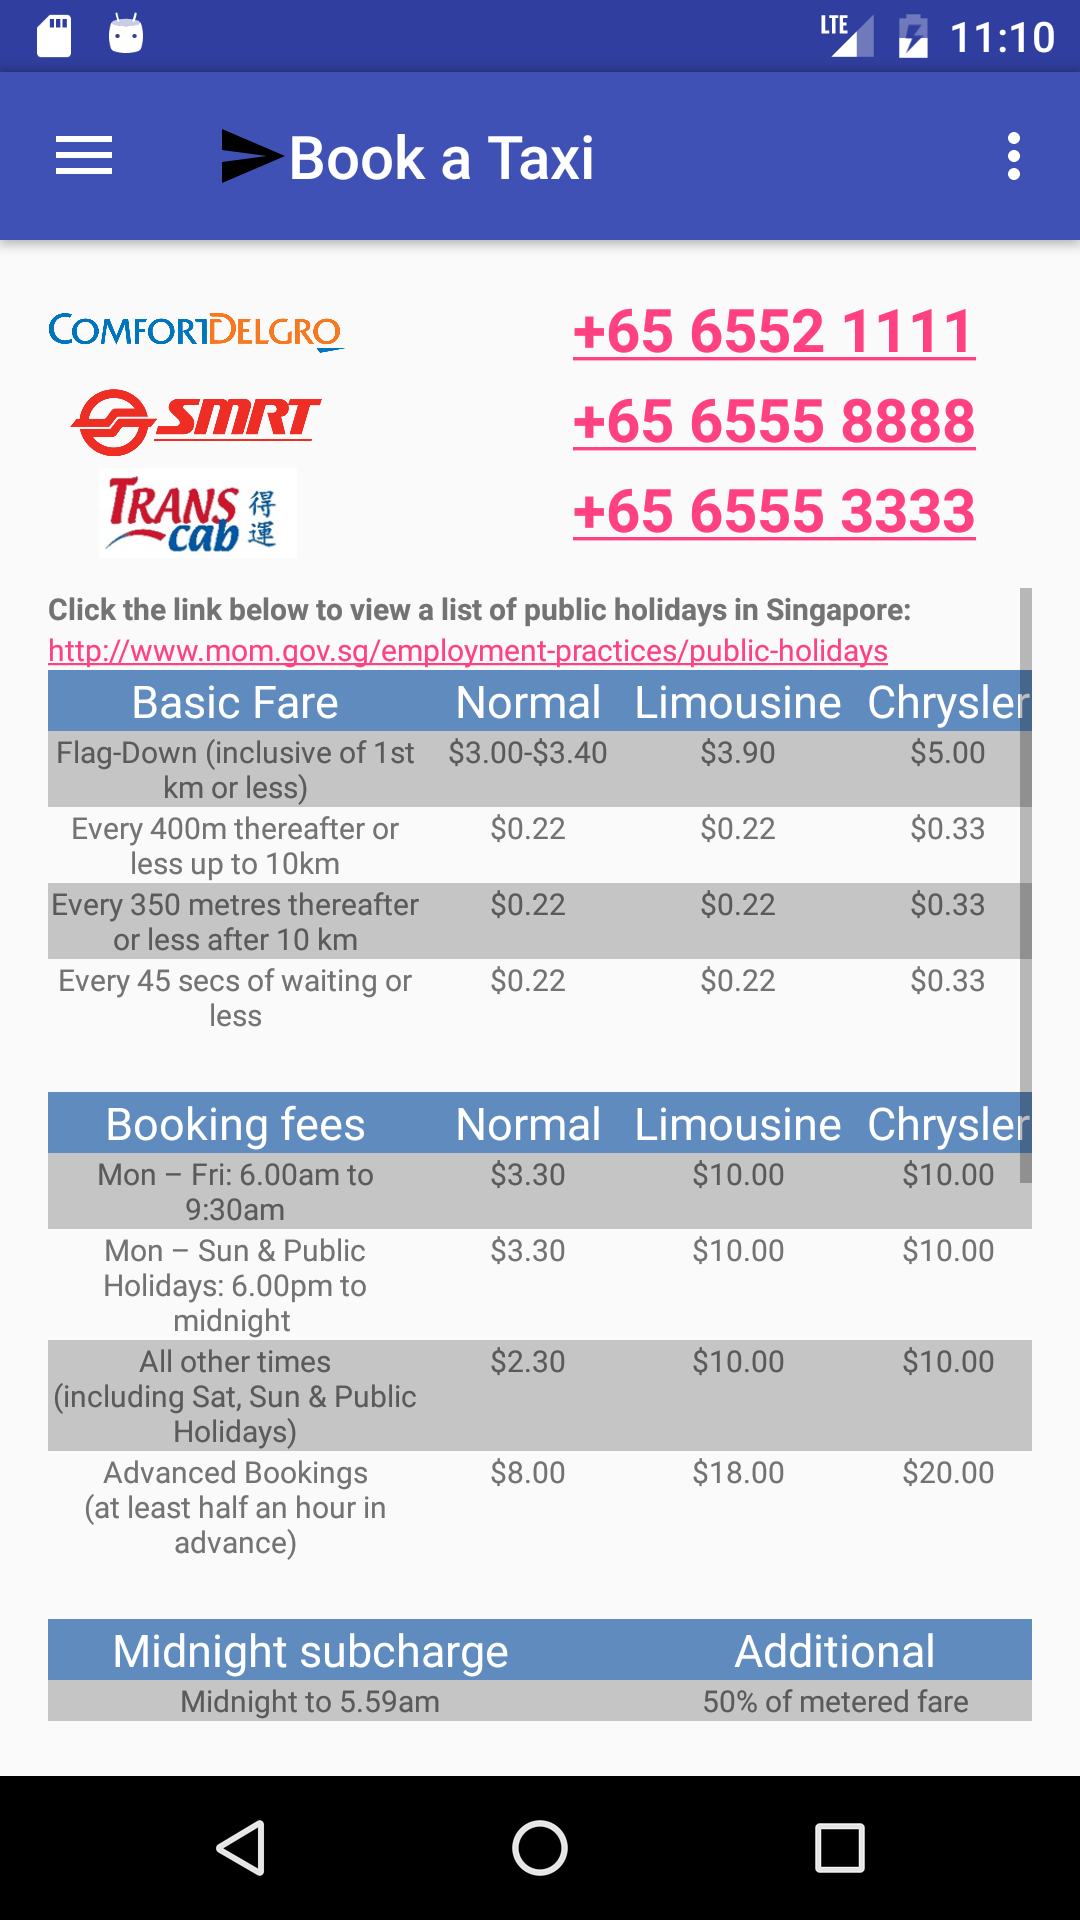 LTE 11:10
Book a Taxi
COMFORTDELGRO +65 6552 1111
SMRT +65 6555 8888
TRANS cab 得運 +65 6555 3333
Click the link below to view a list of public holidays in Singapore:
http://www.mom.gov.sg/employment-practices/public-holidays
Basic Fare Normal Limousine Chrysler
Flag-Down (inclusive of 1st $3.00-$3.40 $3.90 $5.00
km or less)
Every 400m thereafter or $0.22 $0.22 $0.33
less up to 10km
Every 350 metres thereafter $0.22 $0.22 $0.33
or less after 10 km
Every 45 secs of waiting or $0.22 $0.22 $0.33
less
Booking fees Normal Limousine Chrysler
Mon – Fri: 6.00am to $3.30 $10.00 $10.00
9:30am
Mon – Sun & Public $3.30 $10.00 $10.00
Holidays: 6.00pm to
midnight
All other times $2.30 $10.00 $10.00
(including Sat, Sun & Public
Holidays)
Advanced Bookings $8.00 $18.00 $20.00
(at least half an hour in
advance)
Midnight subcharge Additional
Midnight to 5.59am 50% of metered fare